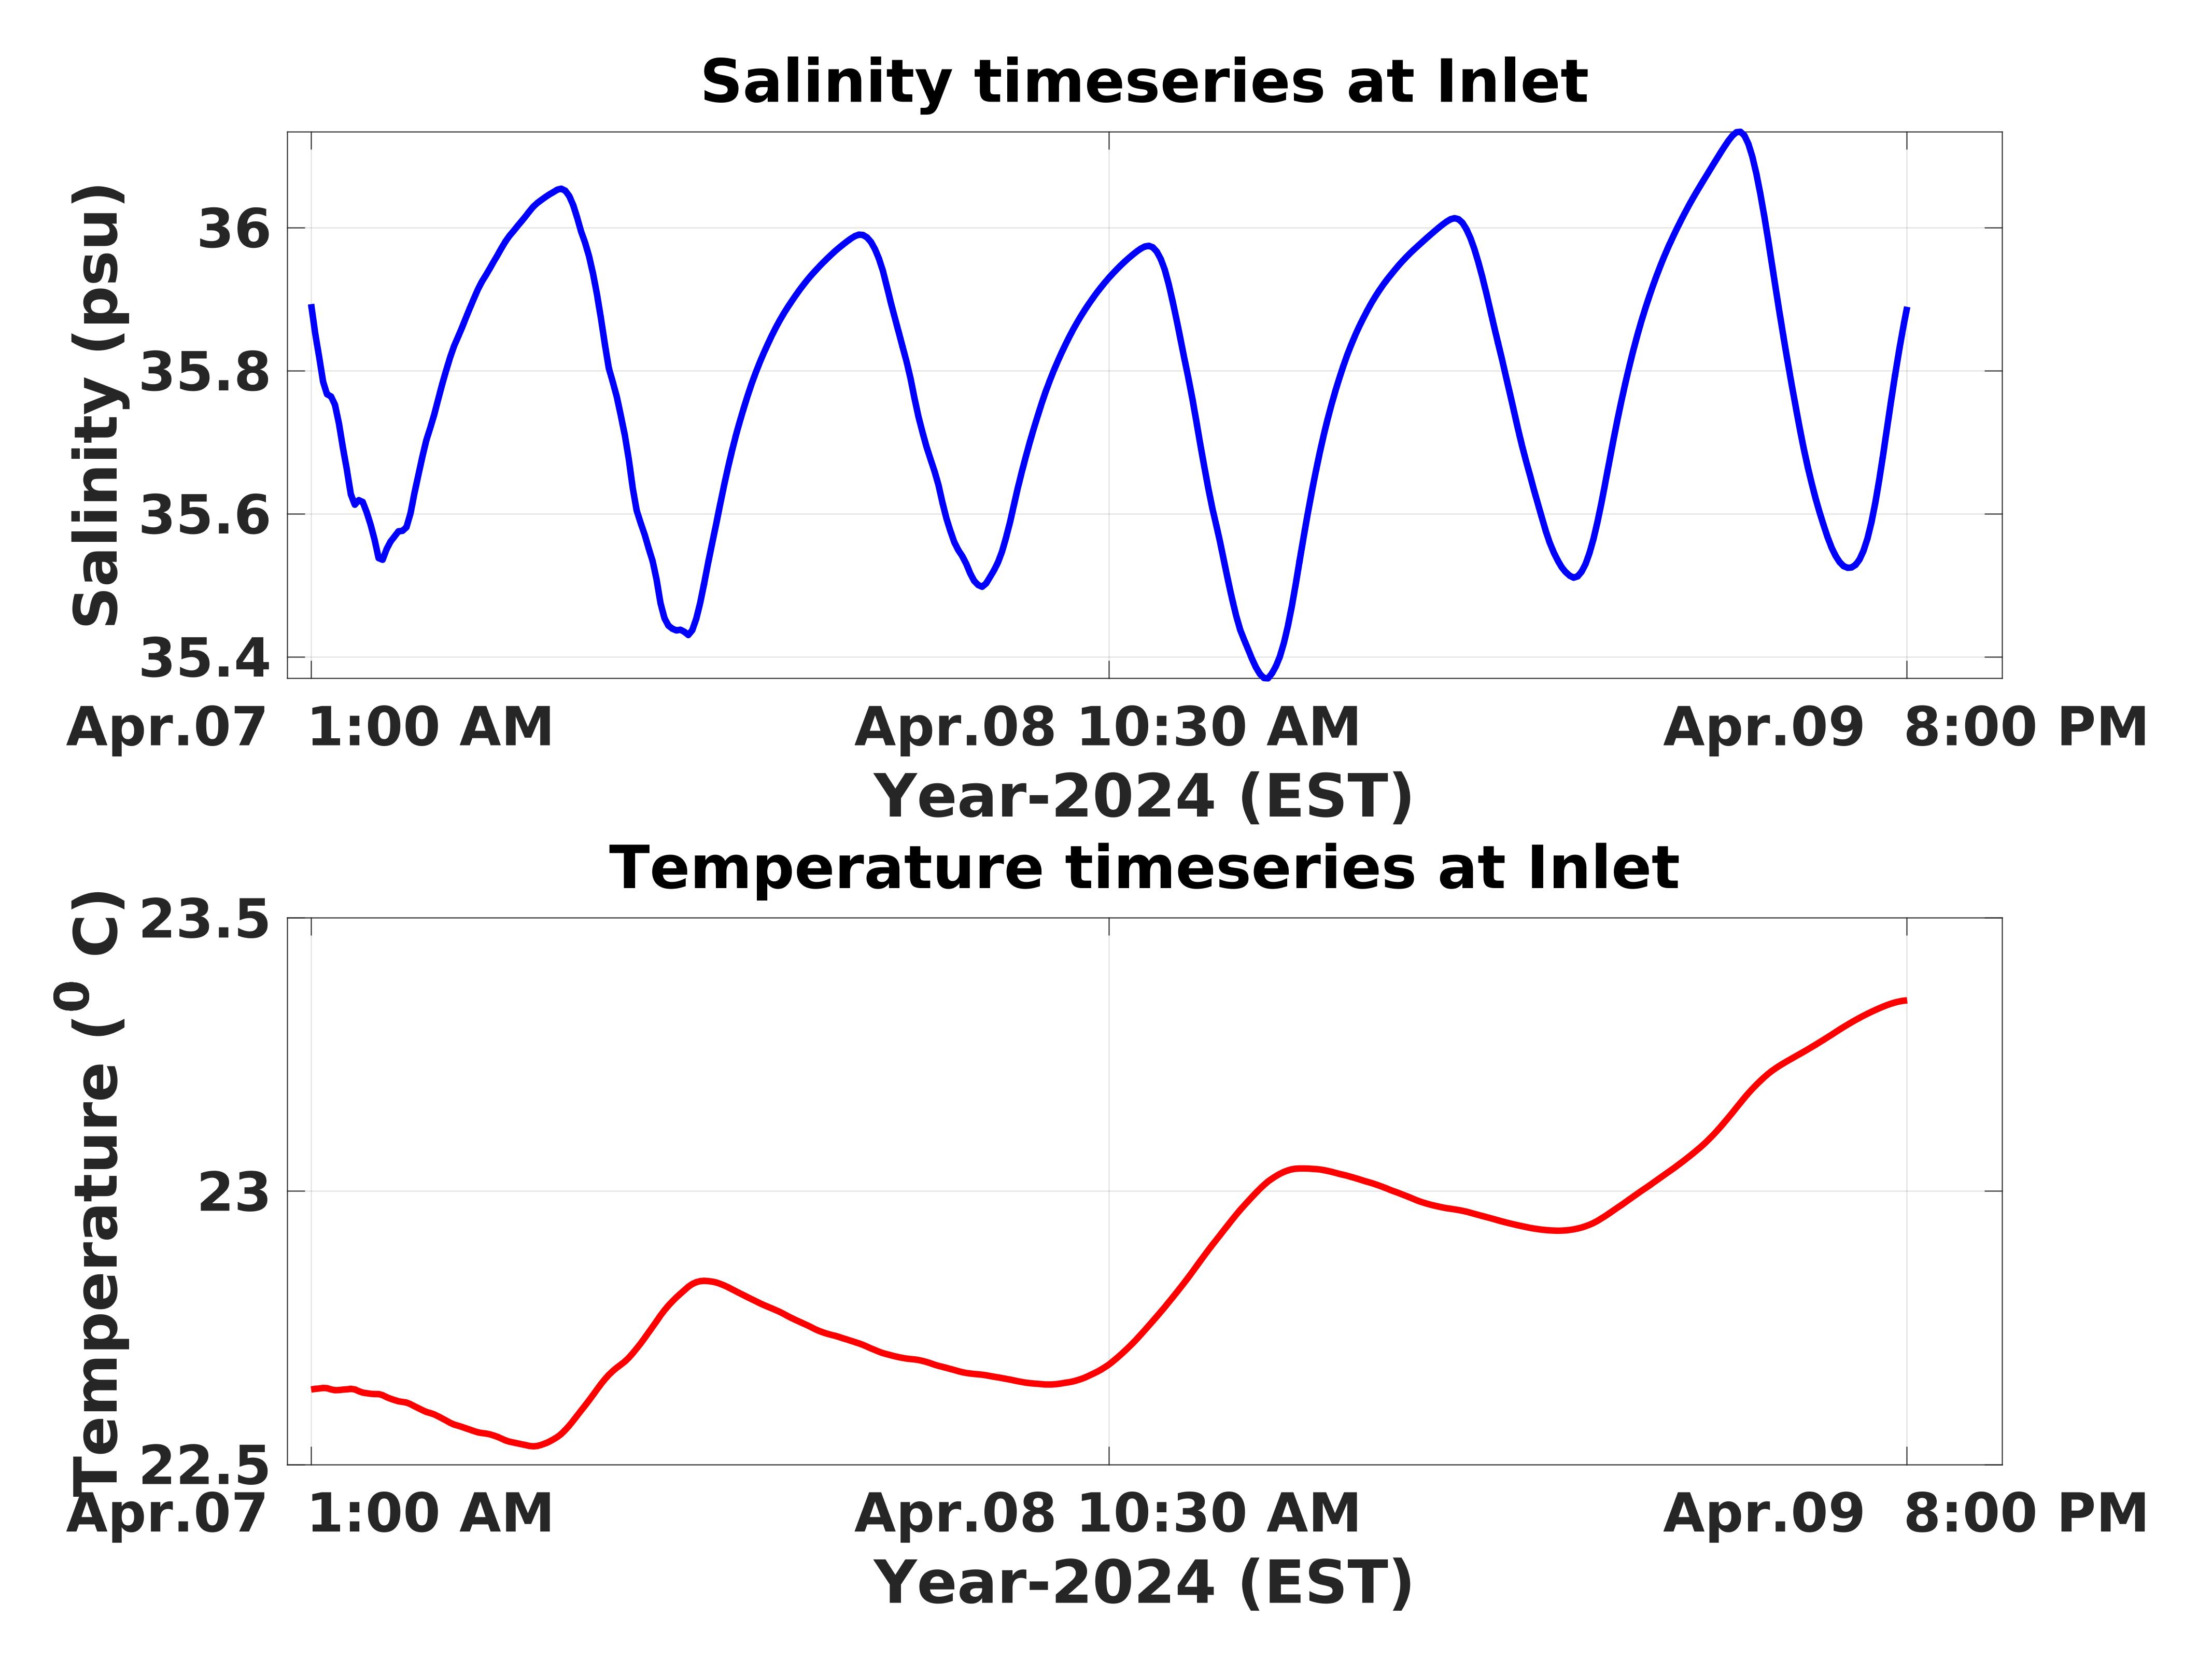 Salinity timeseries at Inlet
Salinity (psu)
36
35.8
35.6
35.4
Apr.07 1:00 AM
Apr.08 10:30 AM
Apr.09 8:00 PM
Year-2024 (EST)
Temperature timeseries at Inlet
Temperature (⁰ C)
23.5
23
22.5
Apr.07 1:00 AM
Apr.08 10:30 AM
Apr.09 8:00 PM
Year-2024 (EST)